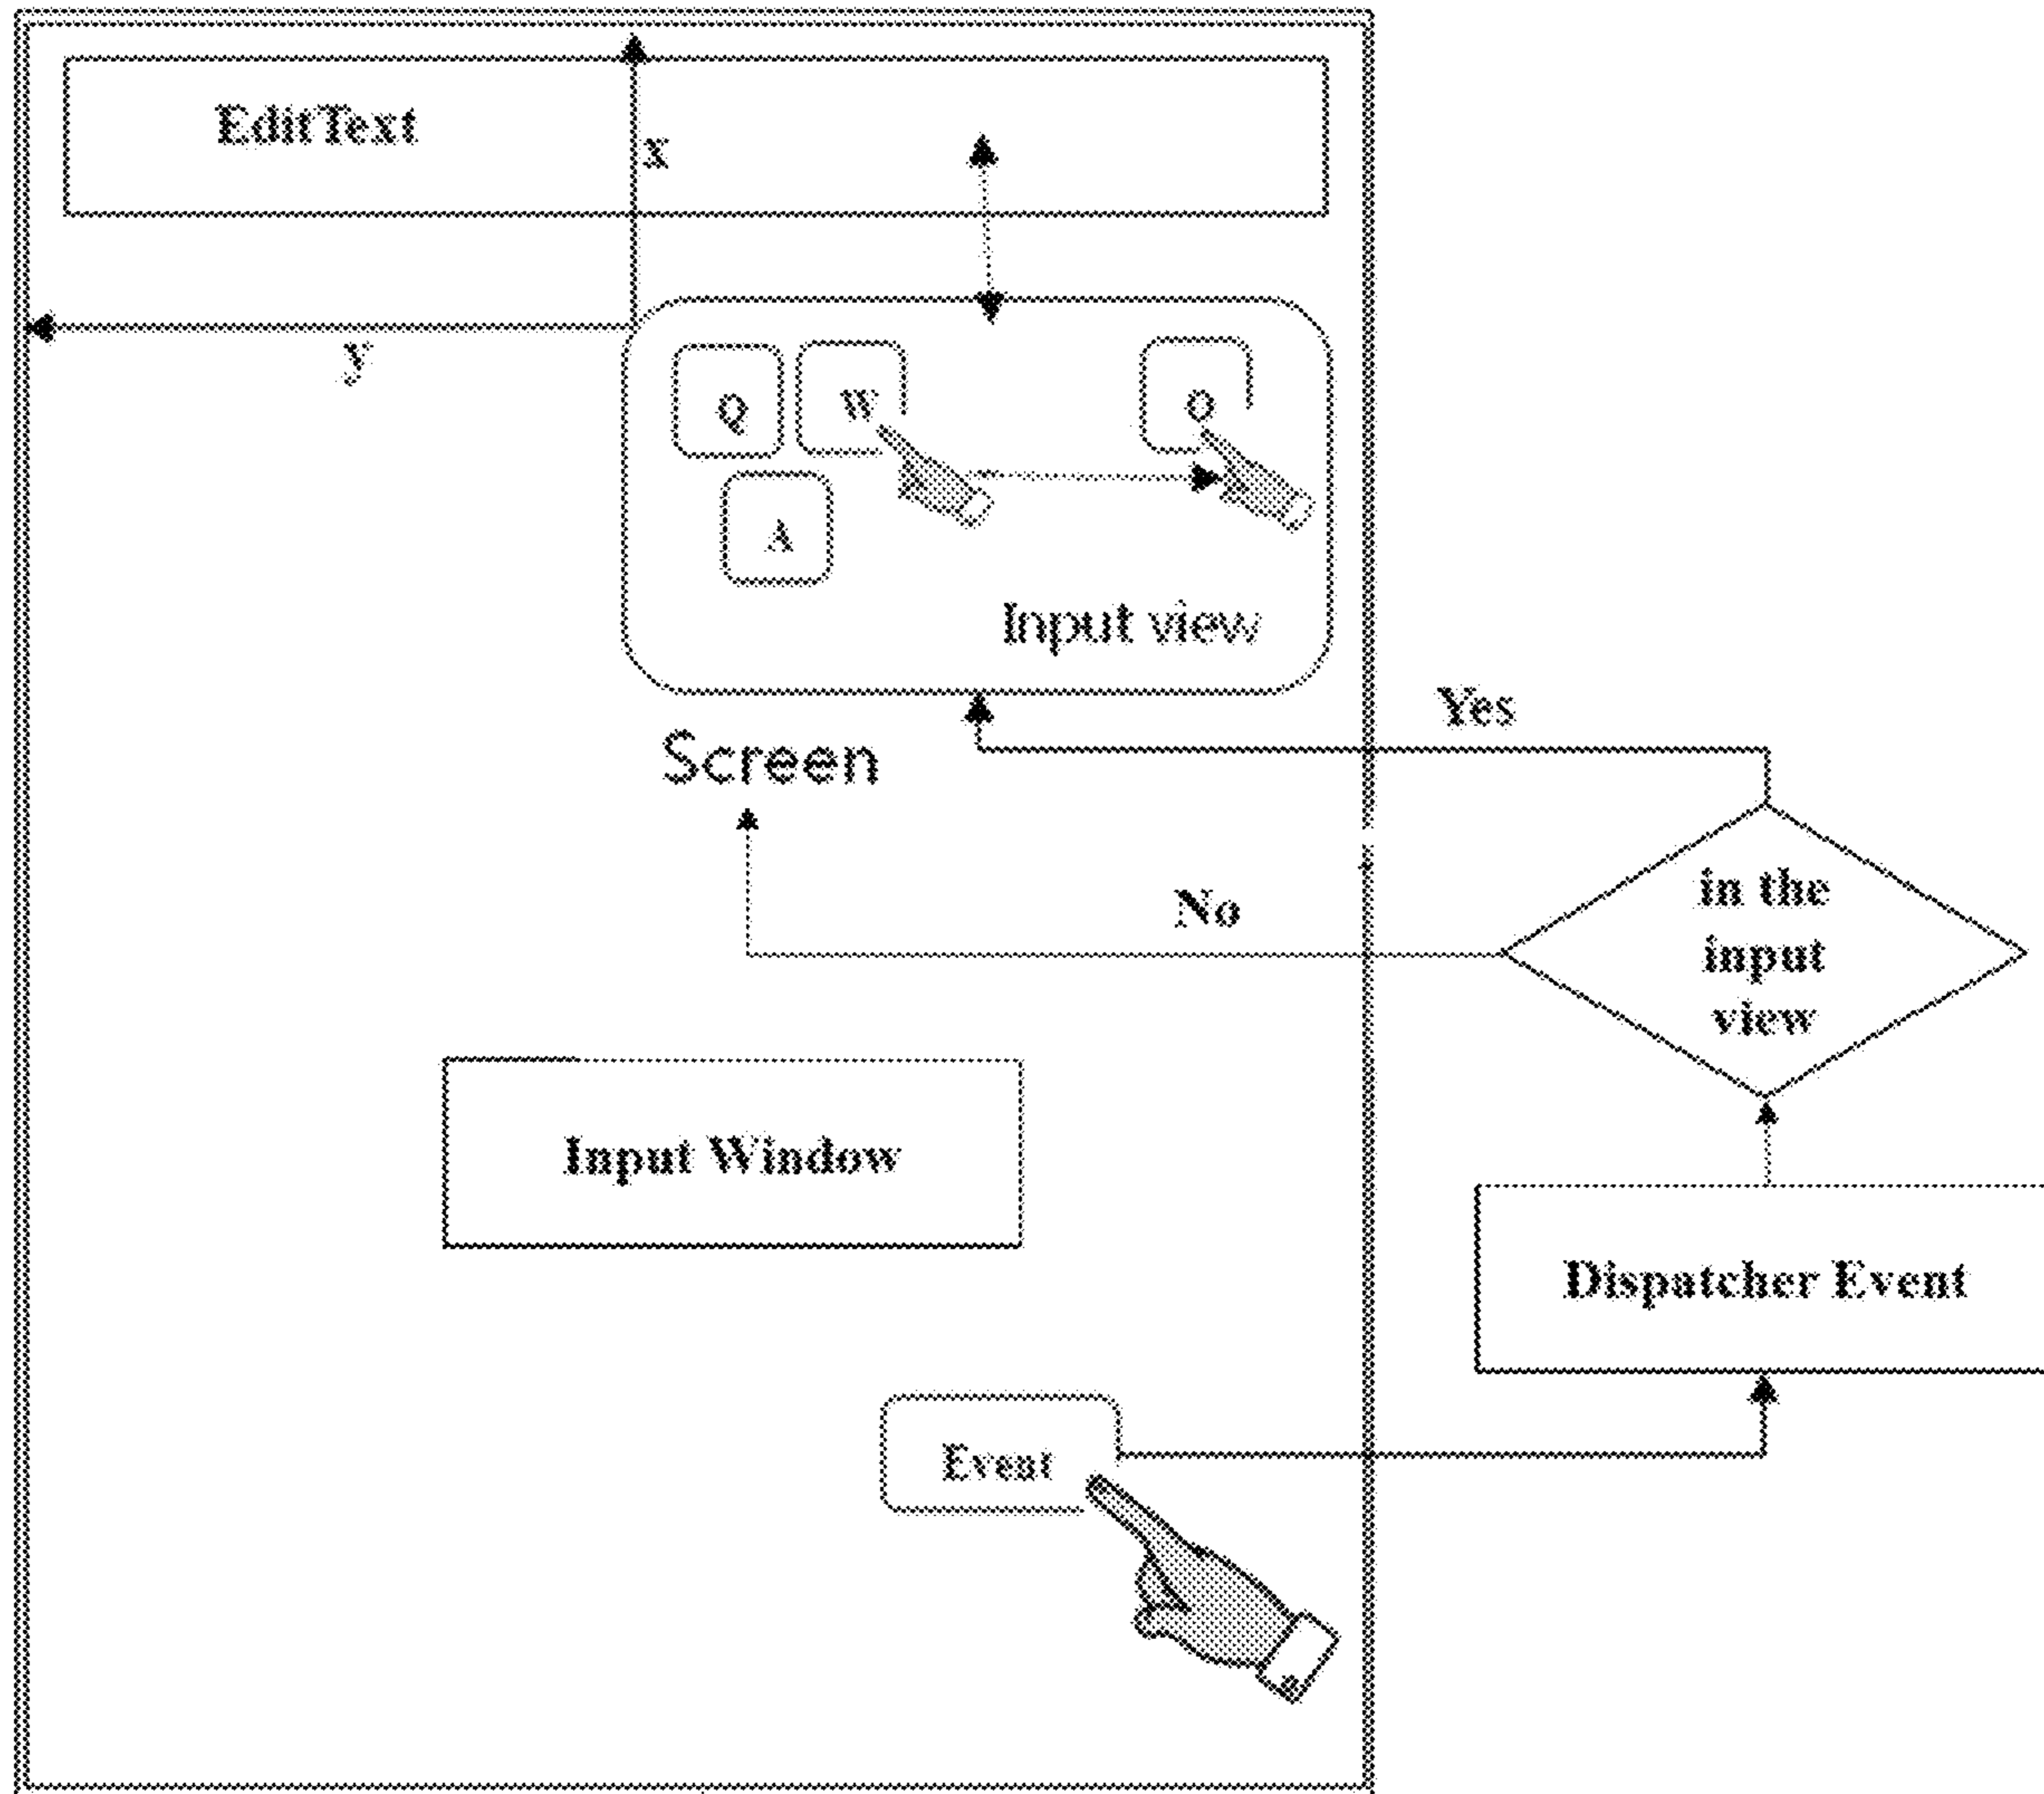 EditText
x
y
Q
W
O
A
Input view
Yes
Screen
No
in the
input
view
Input Window
Dispatcher Event
Event